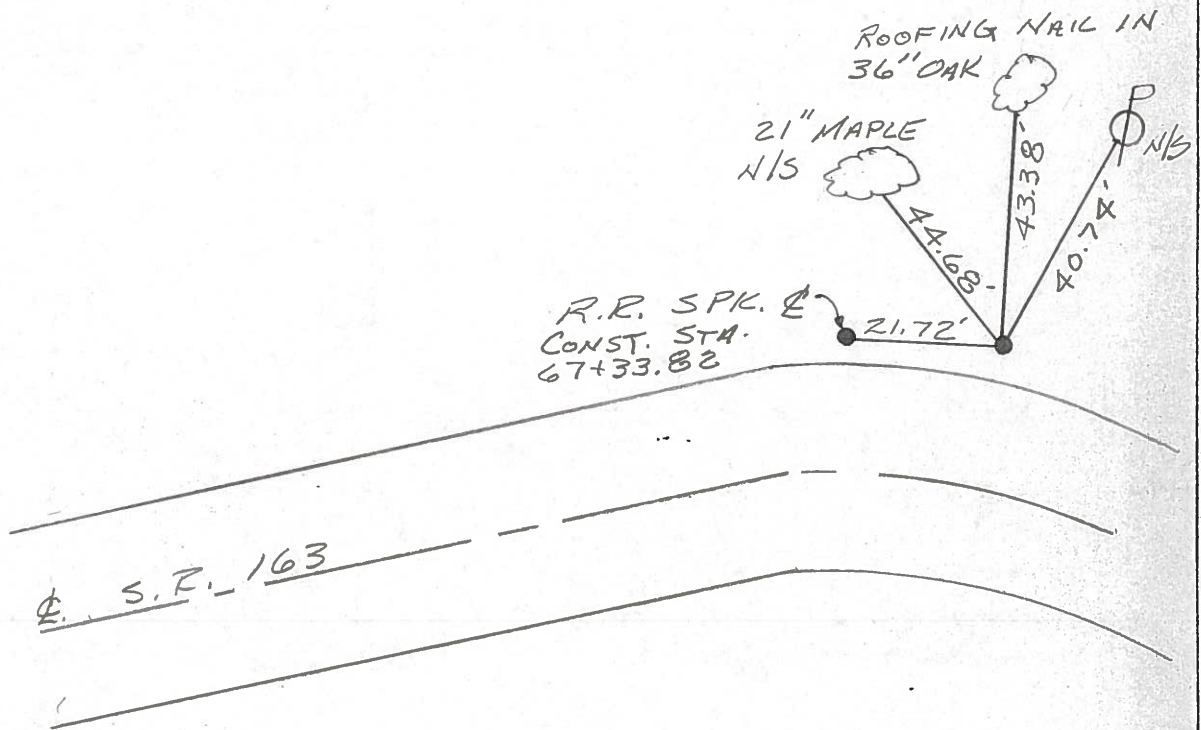 ROOFING NAIL IN
36" OAK
21" MAPLE
N/S
N/S
43.38'
44.68'
40.74'
R.R. SPK. ℄
CONST. STA.
67+33.82
21.72'
℄ S.R. 163